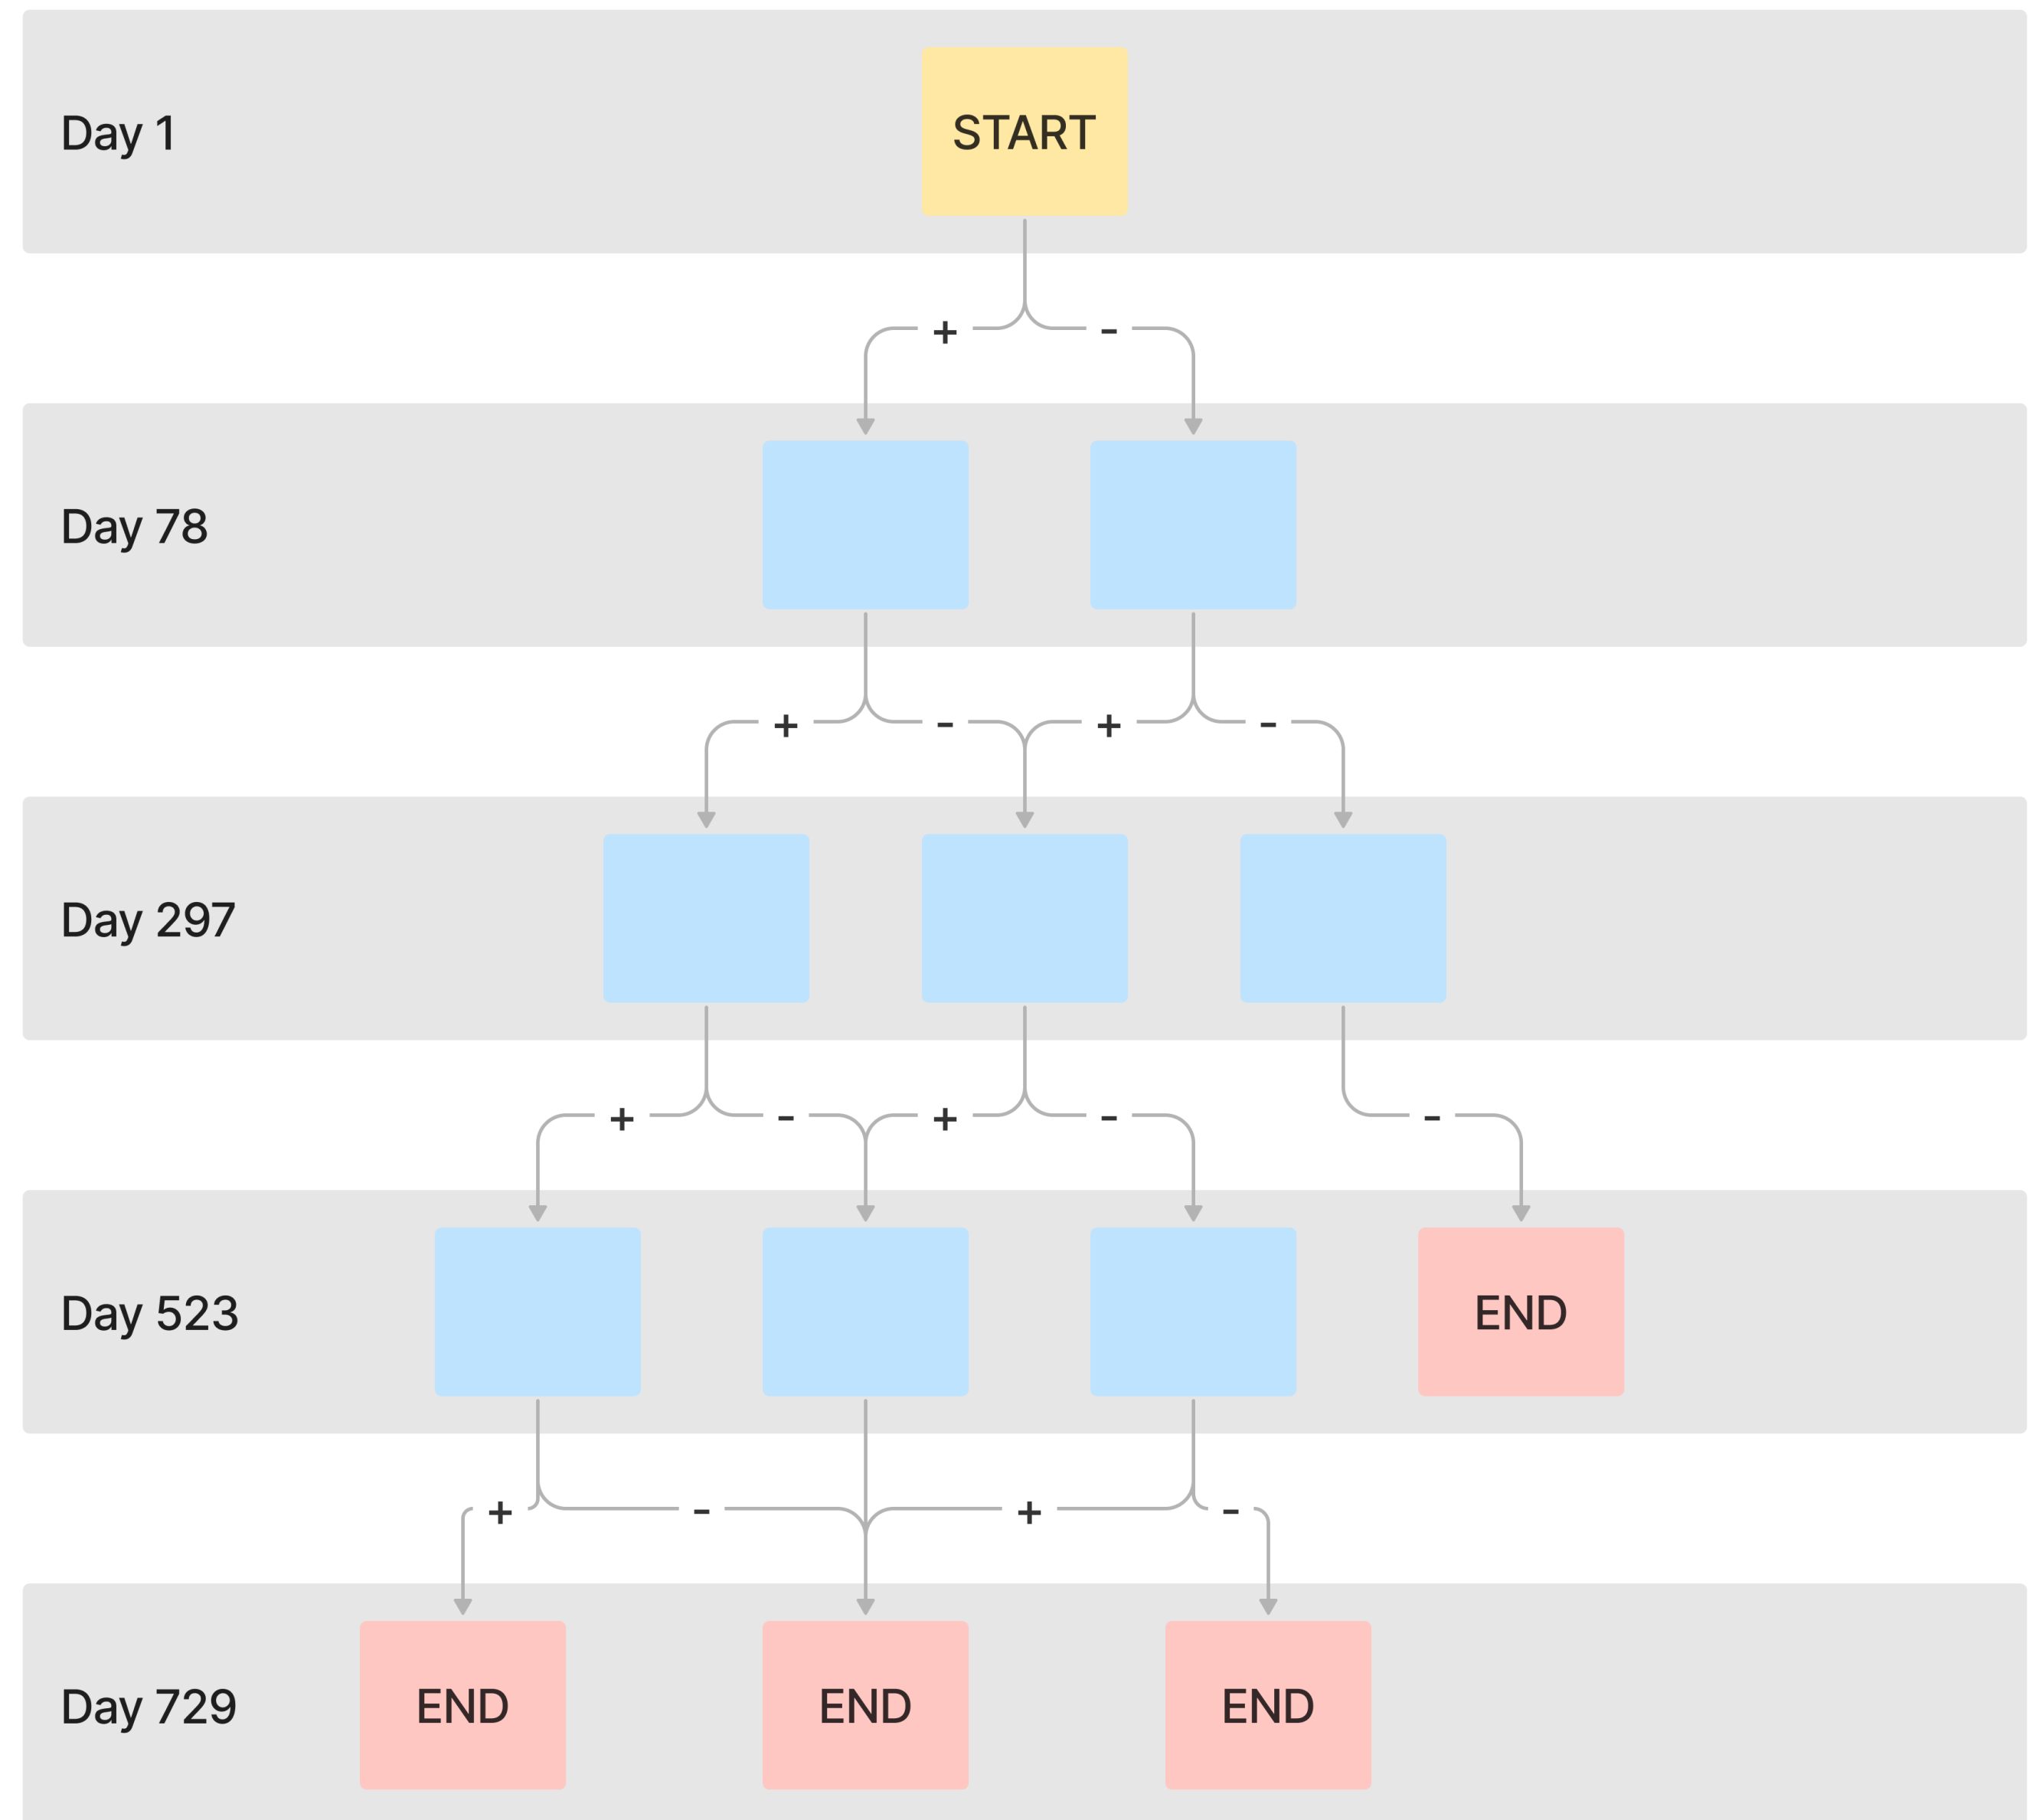 Day 1
START
+
-
Day 78
+
-
+
-
Day 297
+
-
+
-
-
Day 523
END
+
-
+
-
Day 729
END
END
END